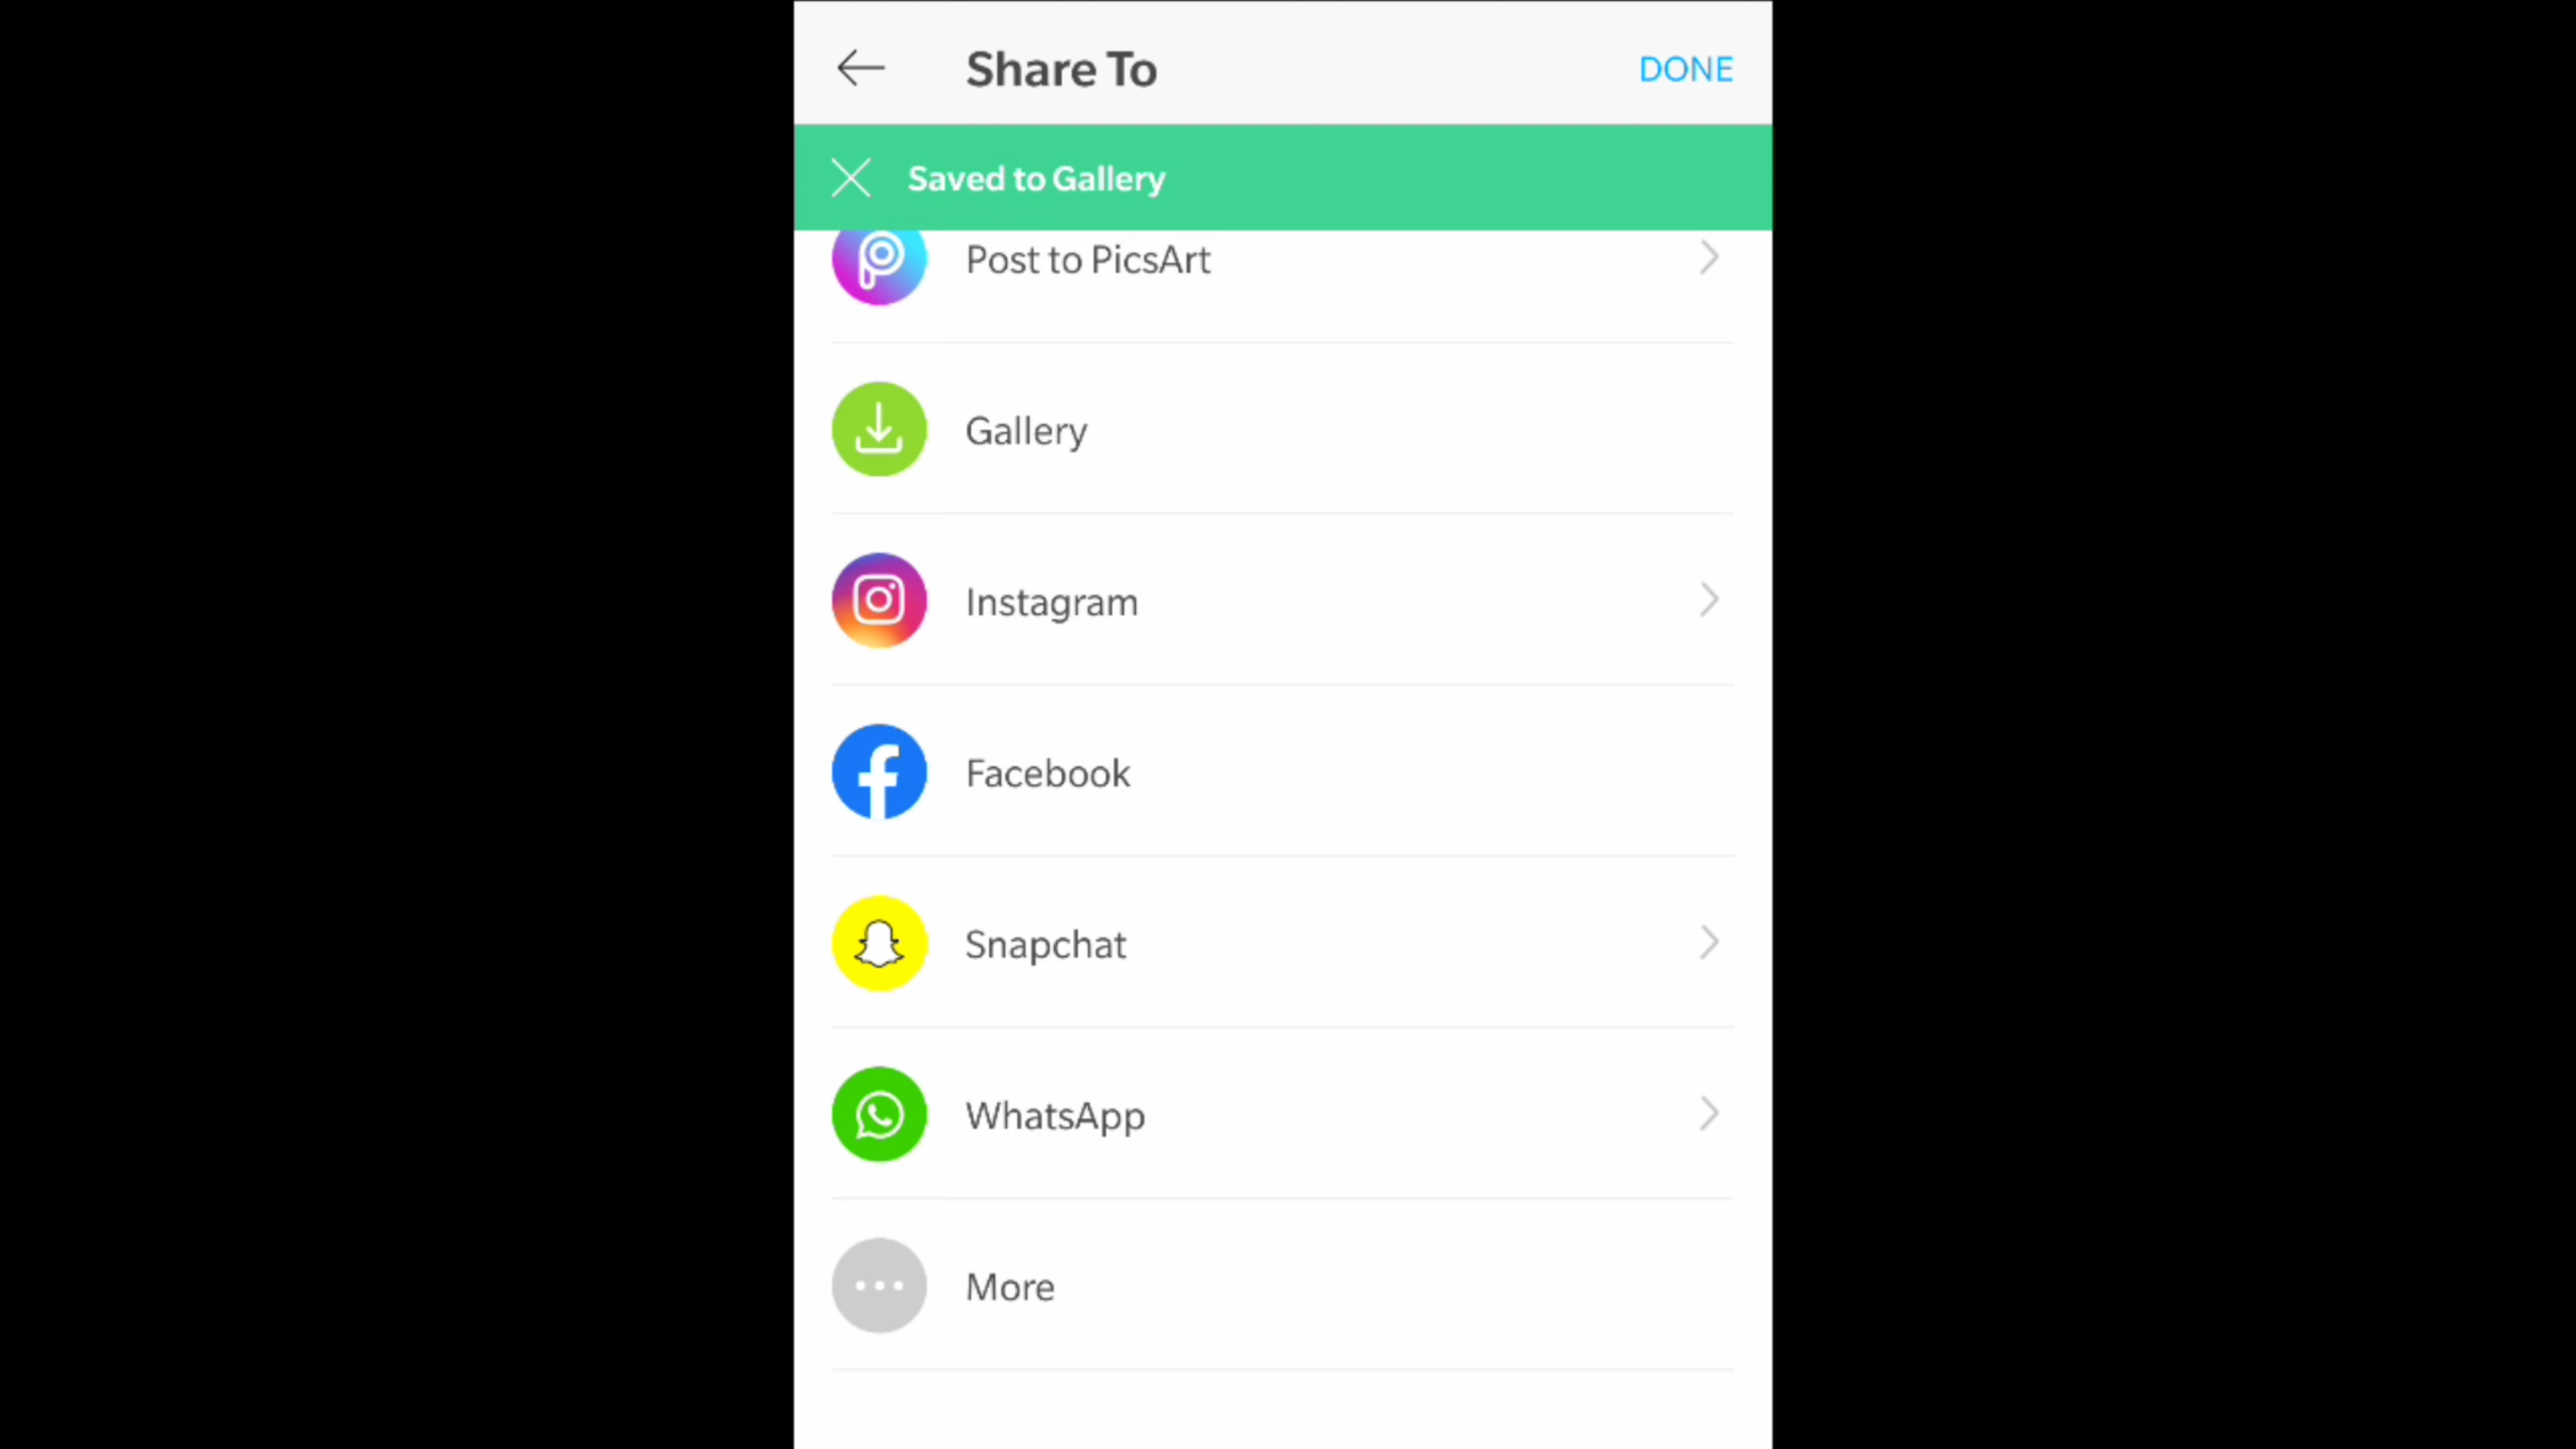 Share To
DONE
Saved to Gallery
Post to PicsArt
Gallery
Instagram
Facebook
Snapchat
WhatsApp
More